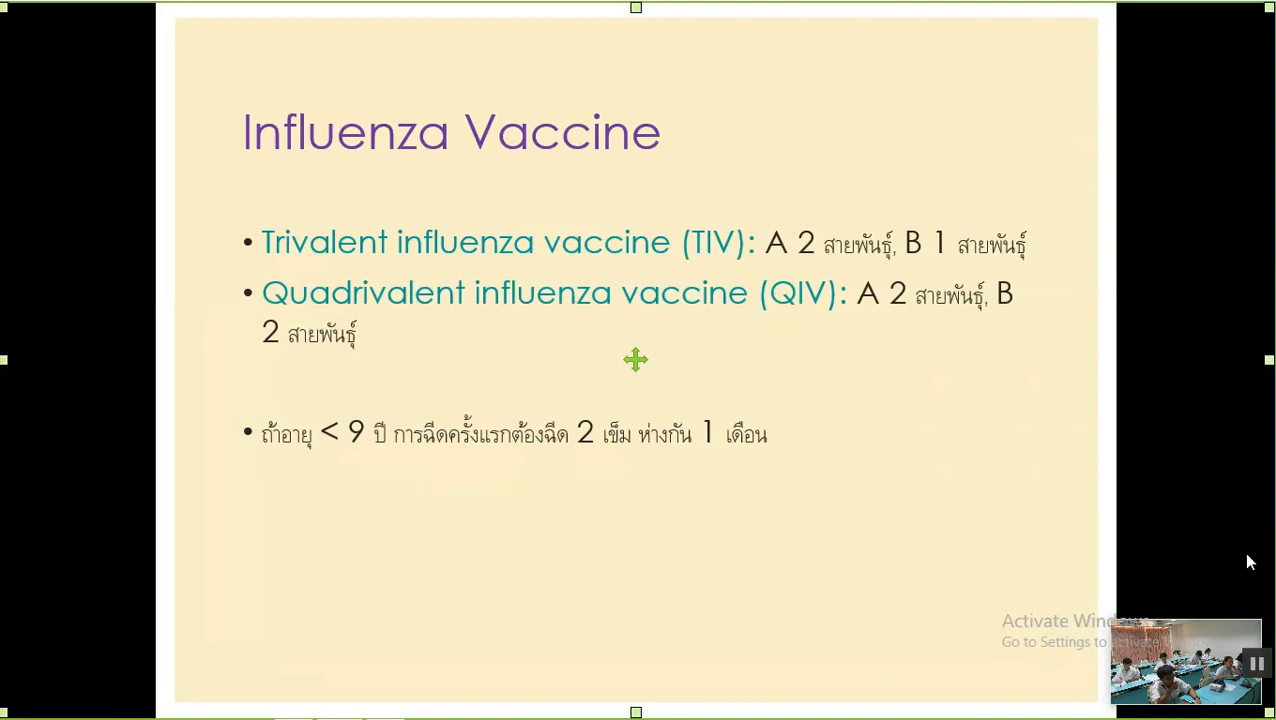 Influenza Vaccine
• Trivalent influenza vaccine (TIV): A 2 สายพันธุ์, B 1 สายพันธุ์
• Quadrivalent influenza vaccine (QIV): A 2 สายพันธุ์, B
2 สายพันธุ์
• ถ้าอายุ < 9 ปี การฉีดครั้งแรกต้องฉีด 2 เข็ม ห่างกัน 1 เดือน
Activate Windows
Go to Settings to activate